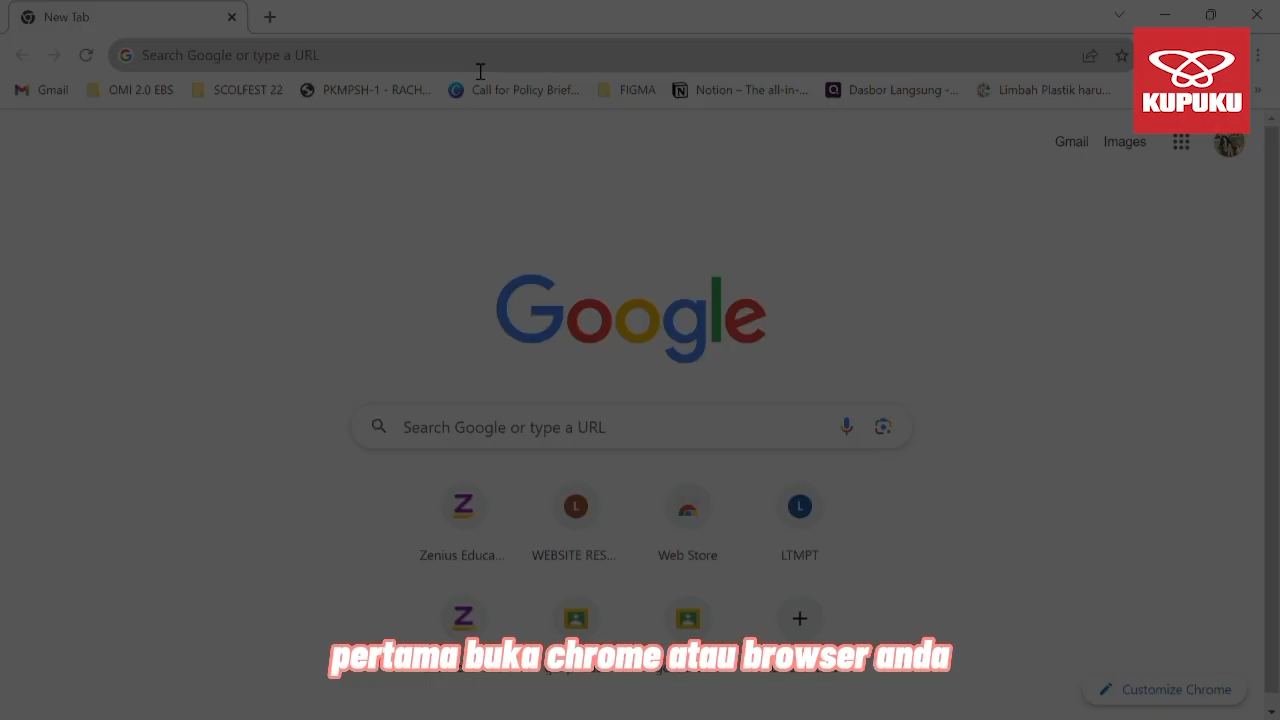 New Tab
Search Google or type a URL
Gmail
OMI 2.0 EBS
SCOLFEST 22
PKMPSH-1 - RACH...
Call for Policy Brief...
FIGMA
Notion – The all-in-...
Dasbor Langsung -...
Limbah Plastik haru...
»
KUPUKU
Gmail
Images
Google
Search Google or type a URL
Z
L
L
Zenius Educa...
WEBSITE RES...
Web Store
LTMPT
Z
pertama buka chrome atau browser anda
Customize Chrome